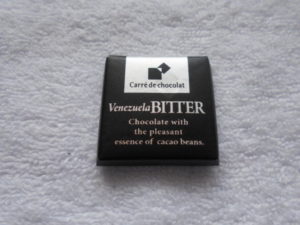 Carré de chocolat
Venezuela BITTER
Chocolate with
the pleasant
essence of cacao beans.